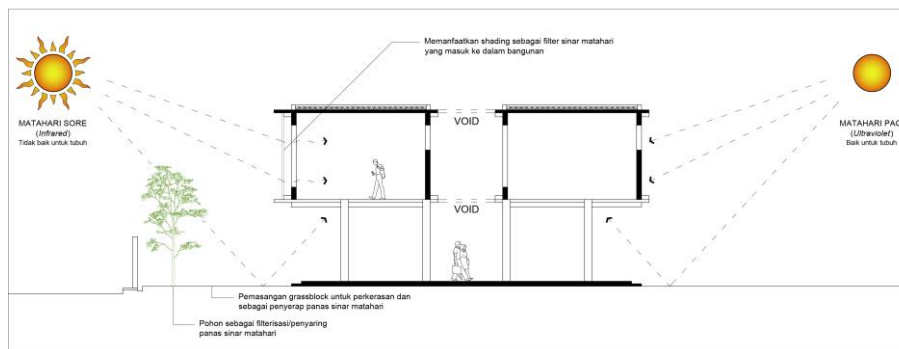 Memanfaatkan shading sebagai filter sinar matahari
yang masuk ke dalam bangunan
MATAHARI SORE
(Infrared)
Tidak baik untuk tubuh
VOID
MATAHARI PAGI
(Ultraviolet)
Baik untuk tubuh
VOID
Pemasangan grassblock untuk perkerasan dan
sebagai penyerap panas sinar matahari
Pohon sebagai filterisasi/penyaring
panas sinar matahari